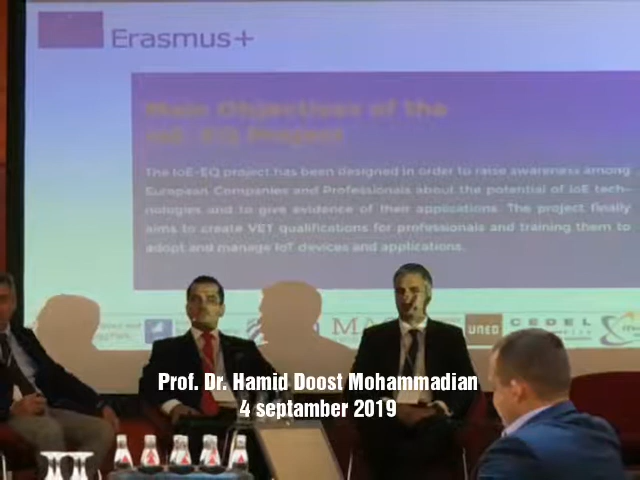 Erasmus+
Main Objectives of the
IoE-EQ Project
The IoE-EQ project has been designed in order to raise awareness among
European Companies and Professionals about the potential of IoE tech-
nologies and to give evidence of their applications. The project finally
aims to create VET qualifications for professionals and training them to
adopt and manage IoT devices and applications.
UNED
CEDEL
Prof. Dr. Hamid Doost Mohammadian
4 septamber 2019